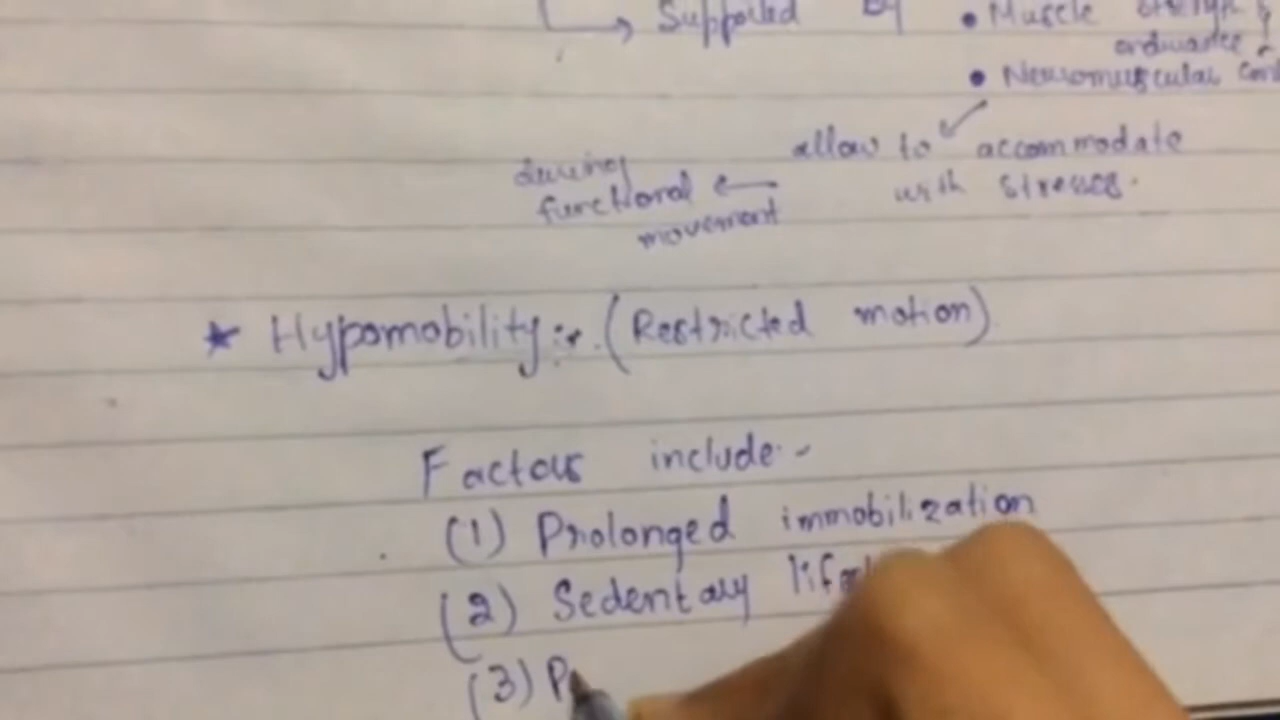 Supported By • Muscle
• Neuromuscular
allow to accommodate
with stresses.
during
functional
movement
* Hypomobility :- (Restricted motion)
Factors include -
(1) Prolonged immobilization
(2) Sedentary
(3) P